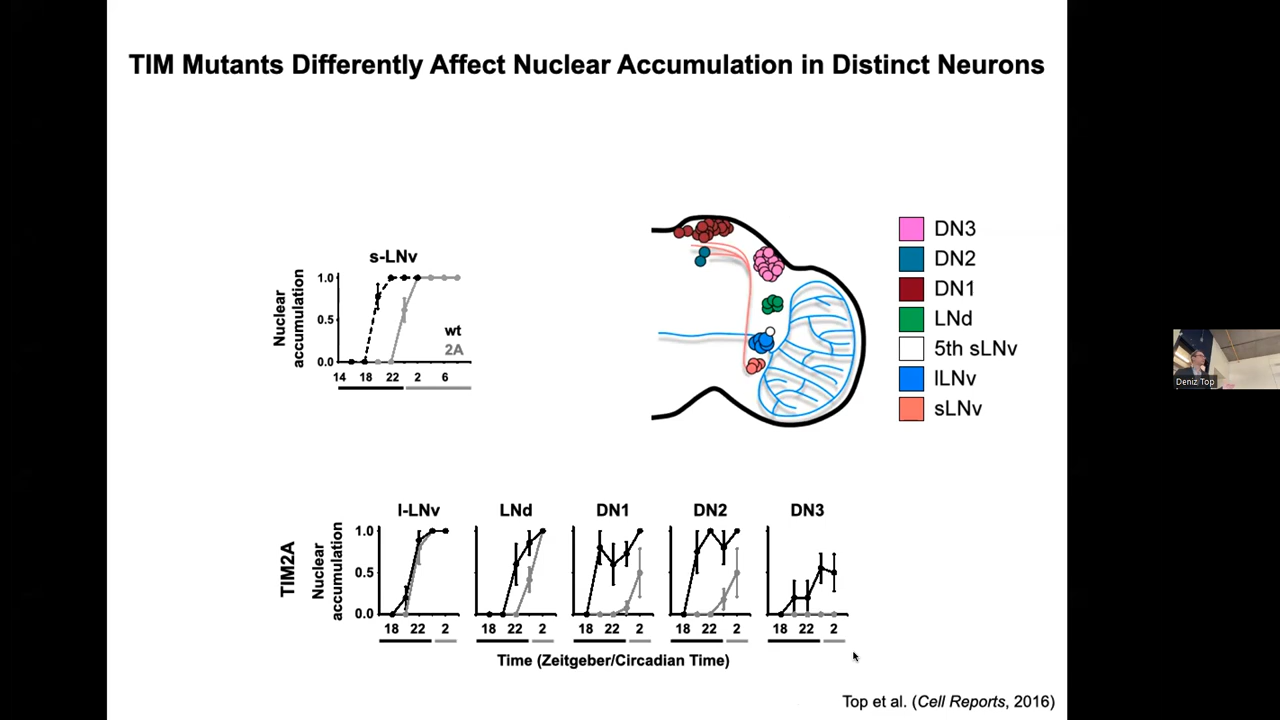 TIM Mutants Differently Affect Nuclear Accumulation in Distinct Neurons
s-LNv
Nuclear
accumulation
1.0
0.5
0.0
wt
2A
14 18 22 2 6
DN3
DN2
DN1
LNd
5th sLNv
lLNv
sLNv
Deniz Top
TIM2A
Nuclear
accumulation
l-LNv LNd DN1 DN2 DN3
1.0
0.5
0.0
18 22 2 18 22 2 18 22 2 18 22 2 18 22 2
Time (Zeitgeber/Circadian Time)
Top et al. (Cell Reports, 2016)